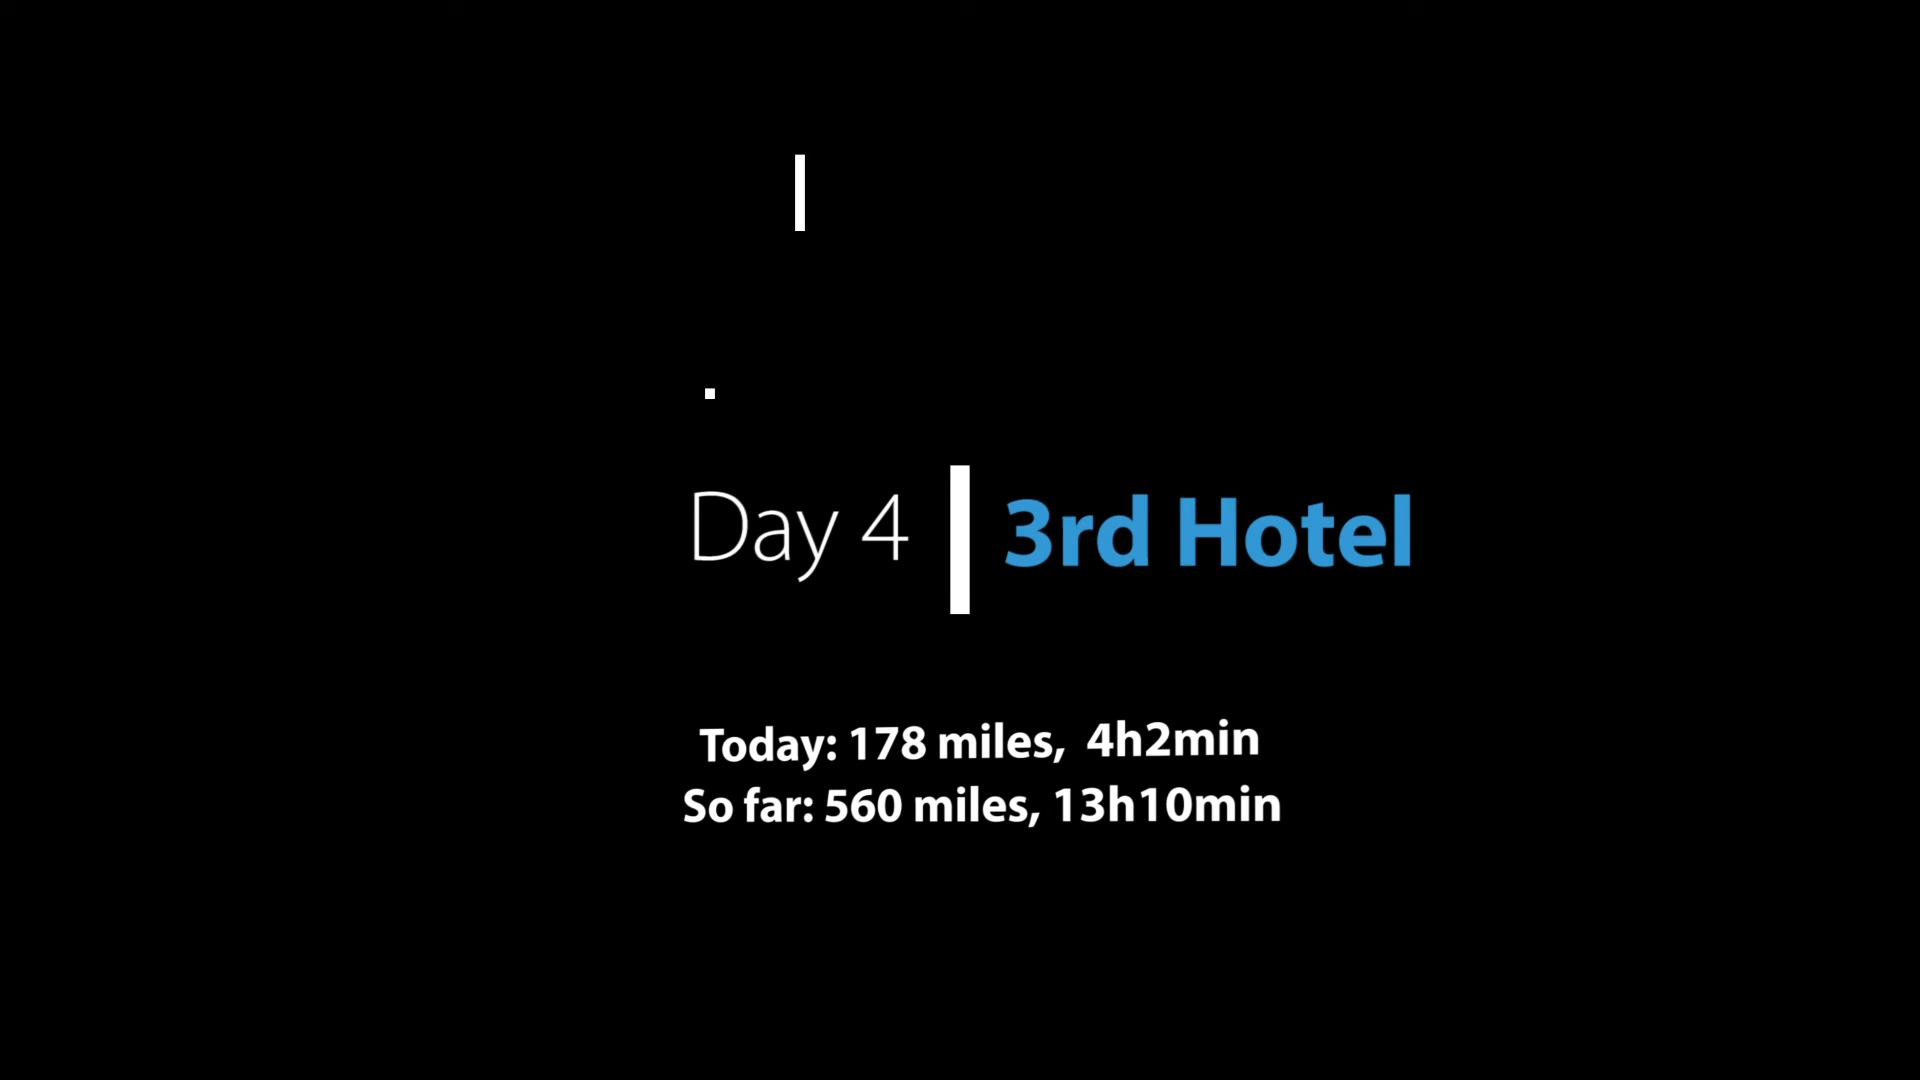 Day 4 | 3rd Hotel
Today: 178 miles, 4h2min
So far: 560 miles, 13h10min